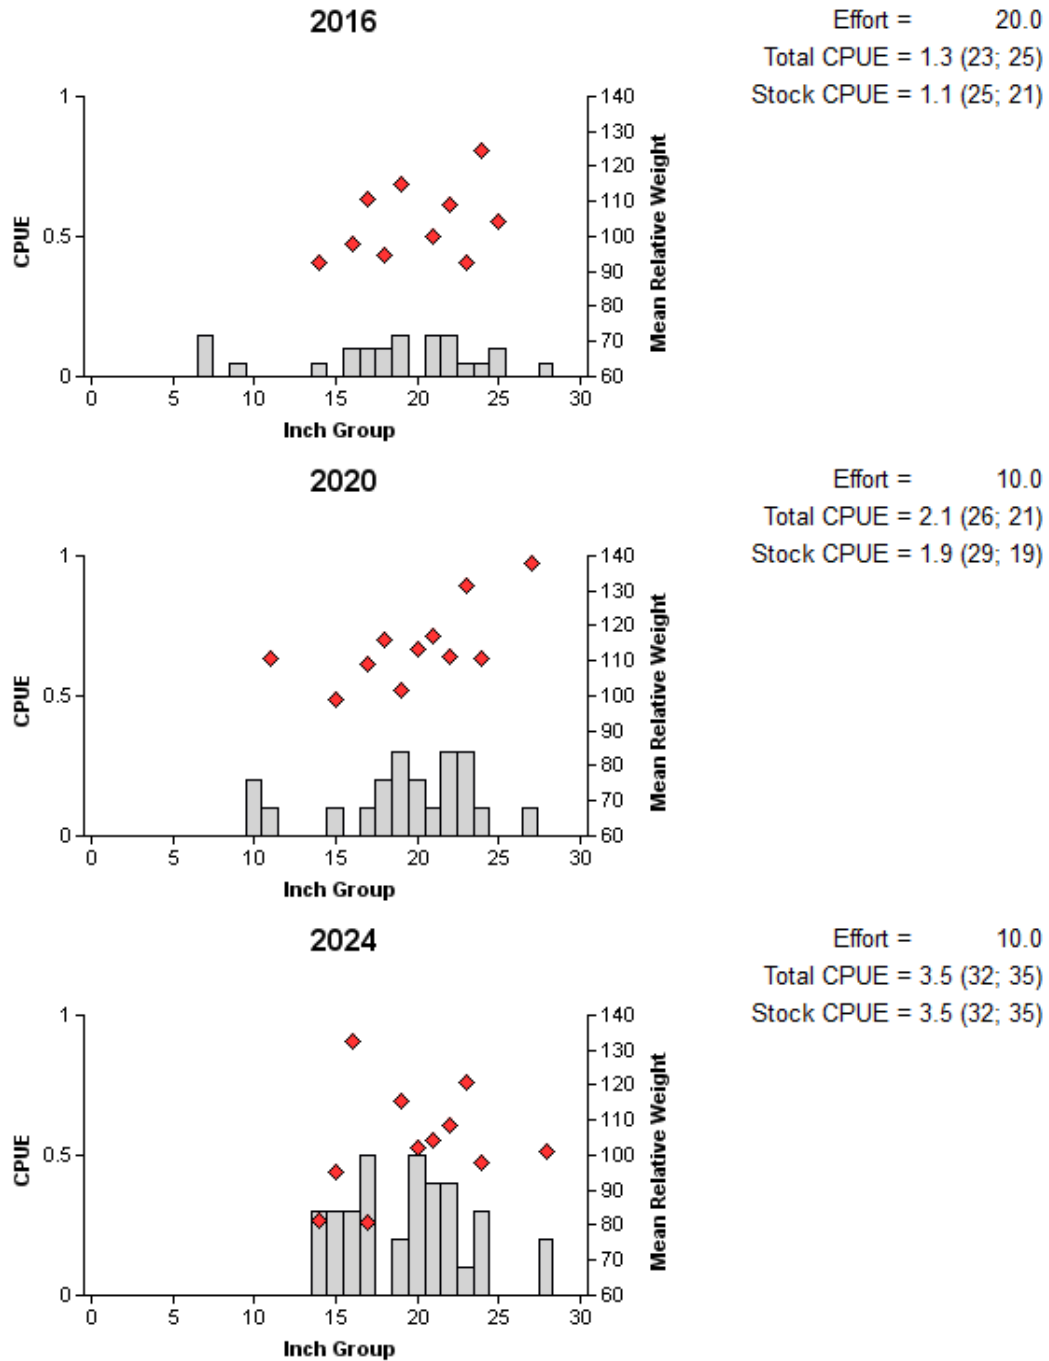 2016
Effort = 20.0
Total CPUE = 1.3 (23; 25)
Stock CPUE = 1.1 (25; 21)
1
0.5
0
CPUE
140
130
120
110
100
90
80
70
60
Mean Relative Weight
0 5 10 15 20 25 30
Inch Group
2020
Effort = 10.0
Total CPUE = 2.1 (26; 21)
Stock CPUE = 1.9 (29; 19)
1
0.5
0
CPUE
140
130
120
110
100
90
80
70
60
Mean Relative Weight
0 5 10 15 20 25 30
Inch Group
2024
Effort = 10.0
Total CPUE = 3.5 (32; 35)
Stock CPUE = 3.5 (32; 35)
1
0.5
0
CPUE
140
130
120
110
100
90
80
70
60
Mean Relative Weight
0 5 10 15 20 25 30
Inch Group